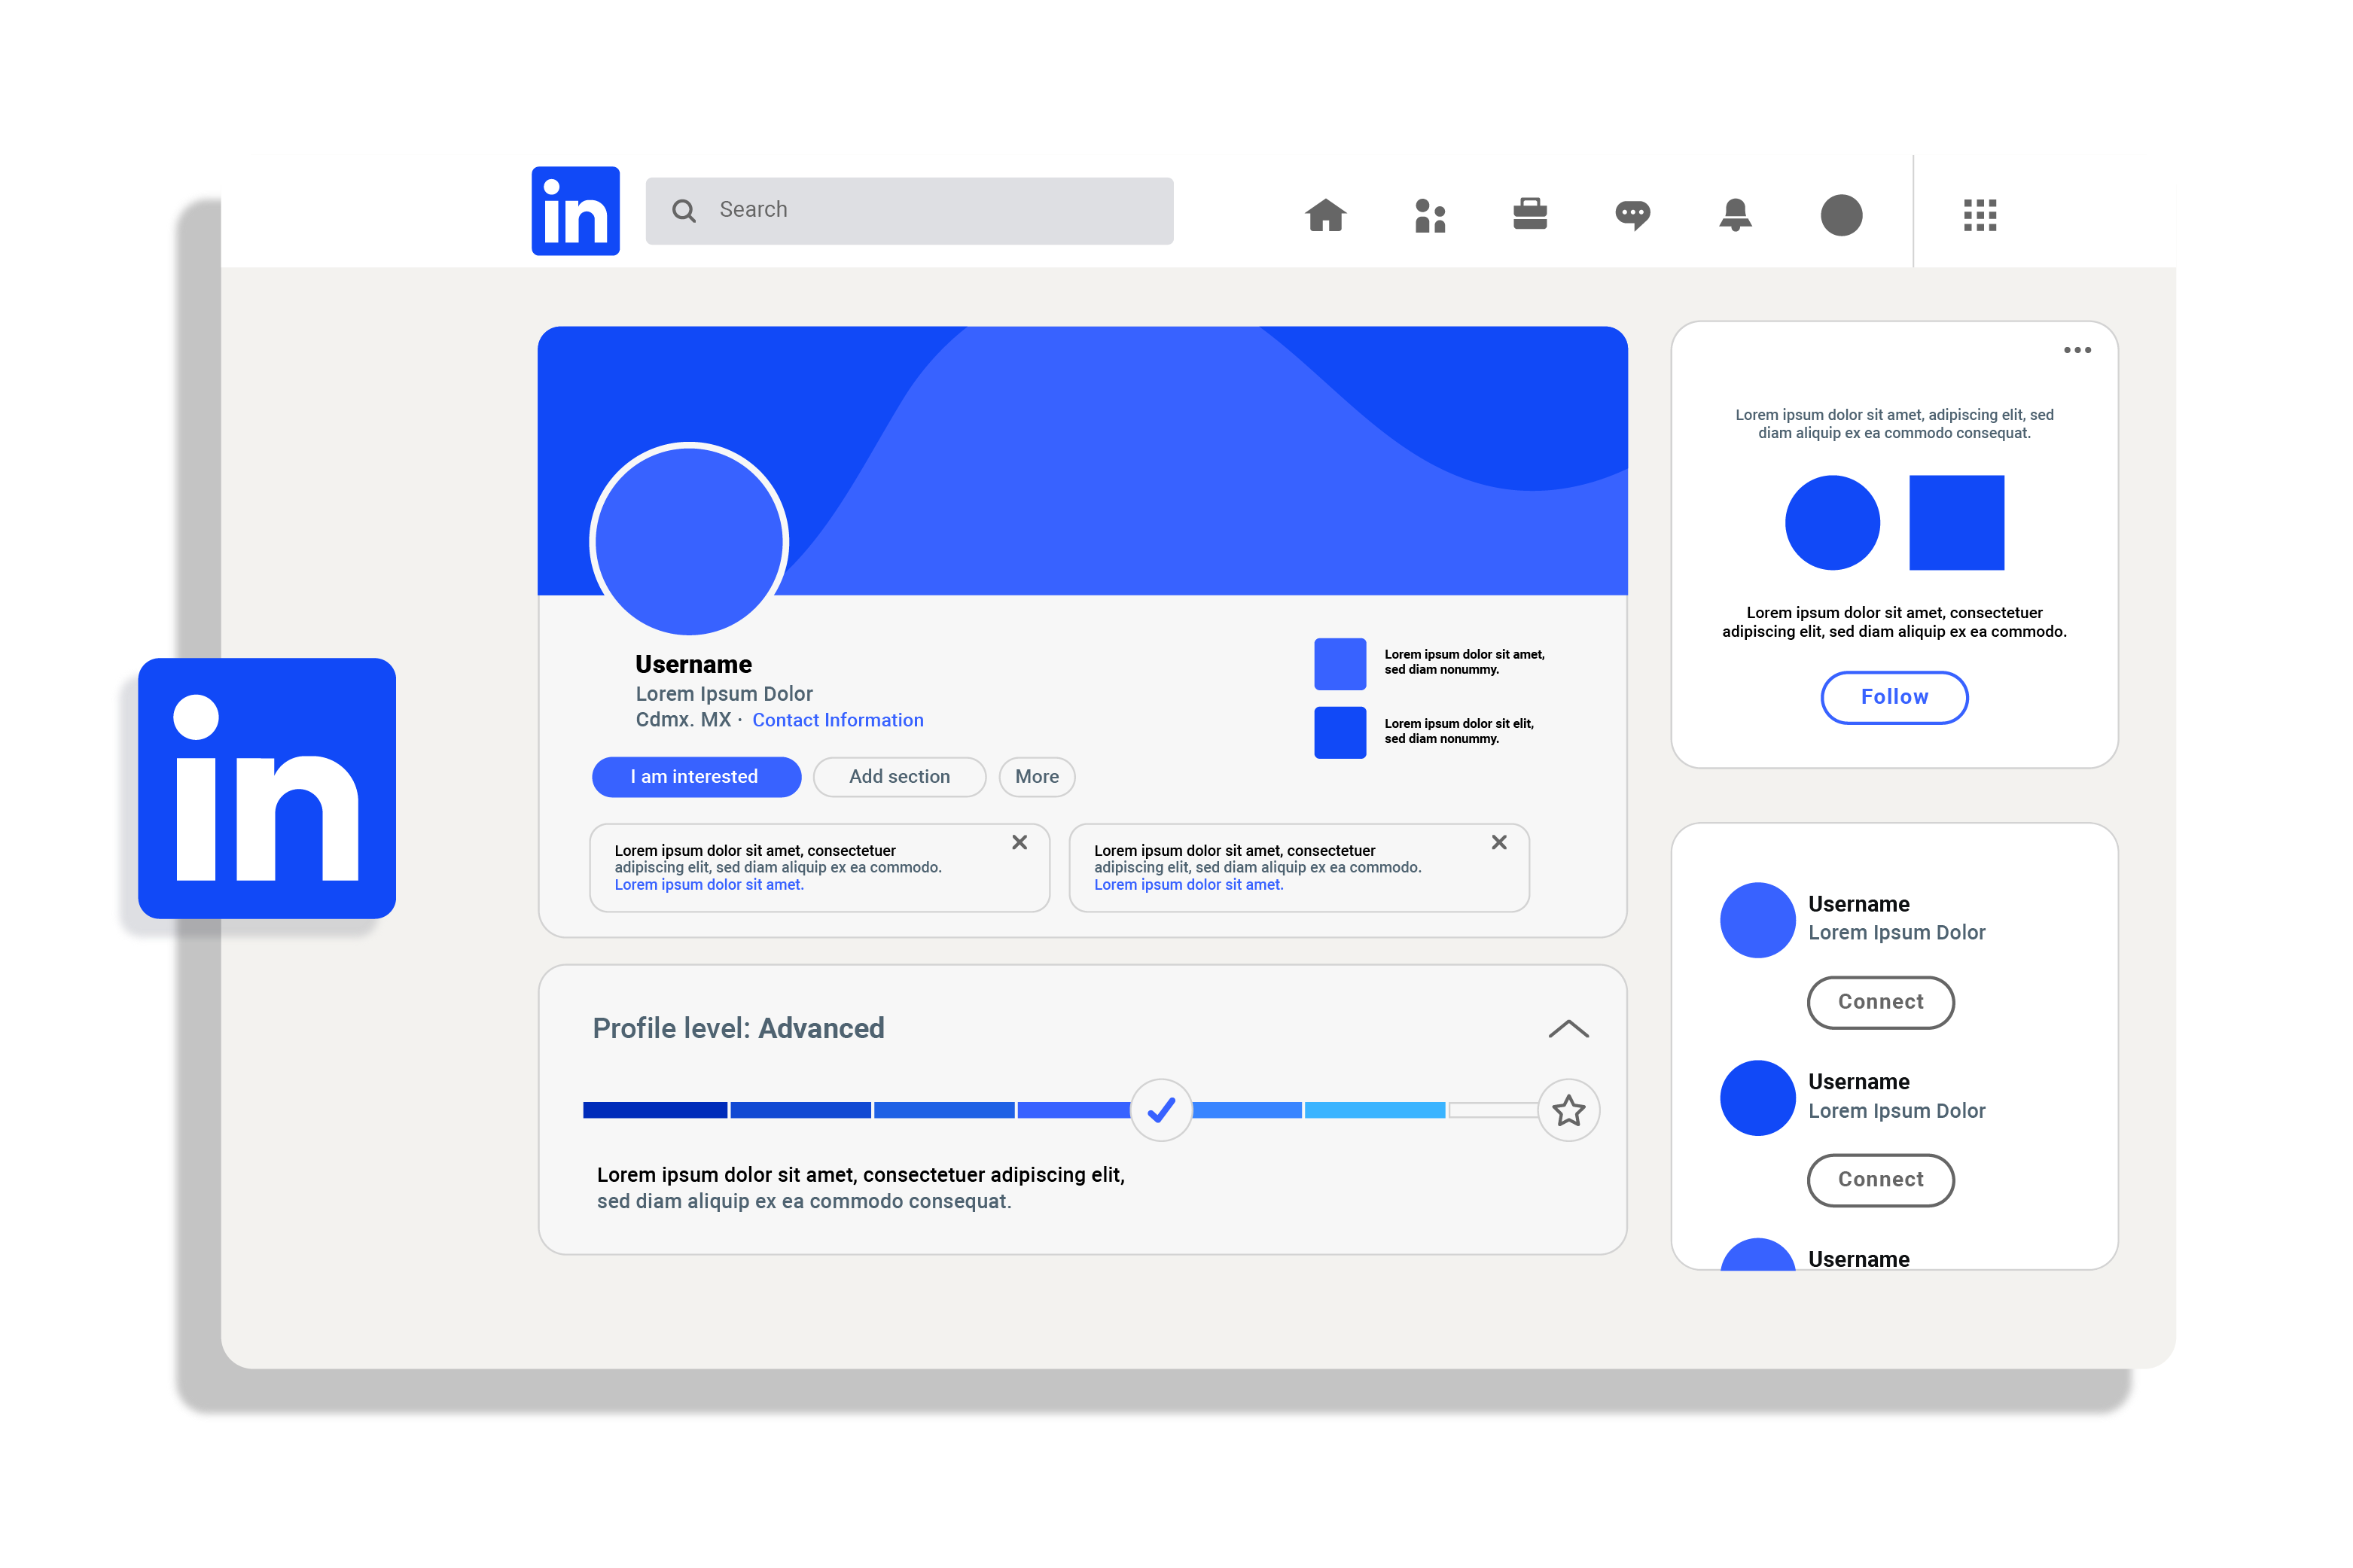 in
Search
in
Username
Lorem Ipsum Dolor
Cdmx. MX · Contact Information
I am interested
Add section
More
Lorem ipsum dolor sit amet,
sed diam nonummy.
Lorem ipsum dolor sit elit,
sed diam nonummy.
Lorem ipsum dolor sit amet, consectetuer
adipiscing elit, sed diam aliquip ex ea commodo.
Lorem ipsum dolor sit amet.
Lorem ipsum dolor sit amet, consectetuer
adipiscing elit, sed diam aliquip ex ea commodo.
Lorem ipsum dolor sit amet.
Profile level: Advanced
Lorem ipsum dolor sit amet, consectetuer adipiscing elit,
sed diam aliquip ex ea commodo consequat.
Lorem ipsum dolor sit amet, adipiscing elit, sed
diam aliquip ex ea commodo consequat.
Lorem ipsum dolor sit amet, consectetuer
adipiscing elit, sed diam aliquip ex ea commodo.
Follow
Username
Lorem Ipsum Dolor
Connect
Username
Lorem Ipsum Dolor
Connect
Username